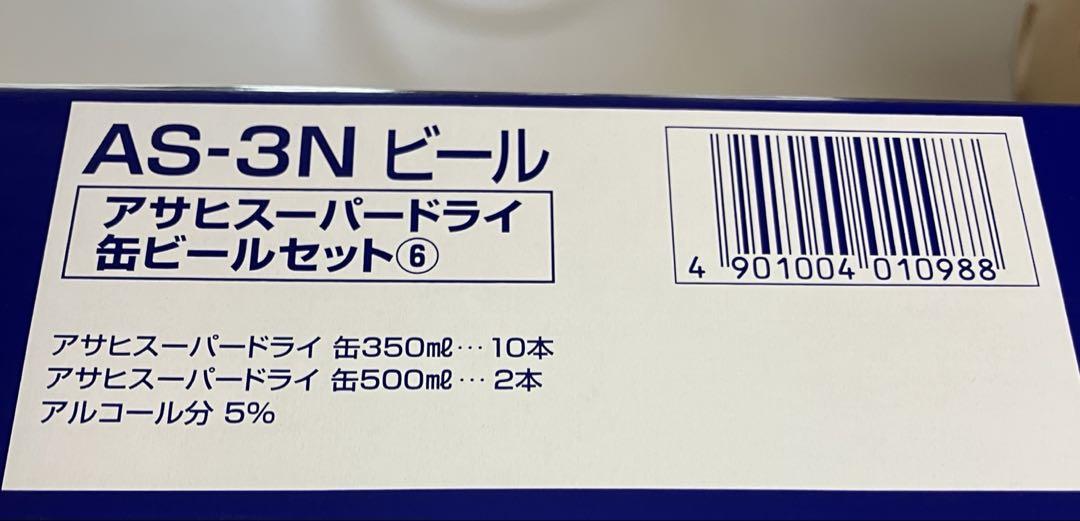 AS-3N ビール
アサヒスーパードライ
缶ビールセット⑥
4 901004 010988
アサヒスーパードライ 缶350㎖…10本
アサヒスーパードライ 缶500㎖…2本
アルコール分 5%